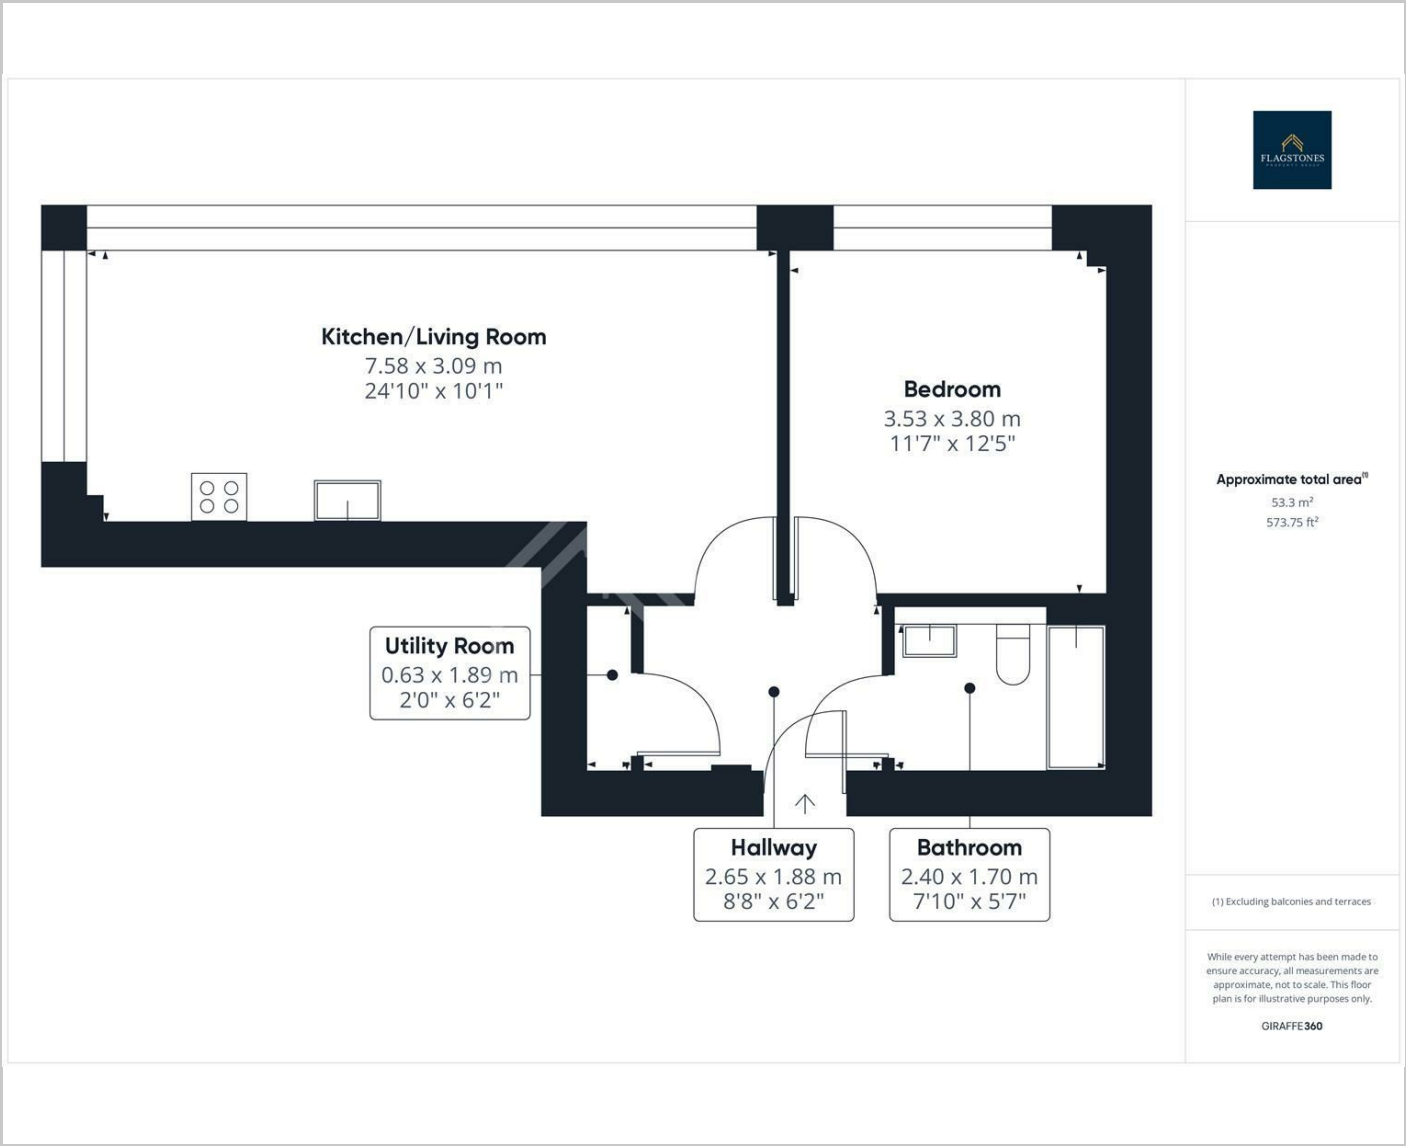 FLAGSTONES
Kitchen/Living Room
7.58 x 3.09 m
24'10" x 10'1"
Bedroom
3.53 x 3.80 m
11'7" x 12'5"
Utility Room
0.63 x 1.89 m
2'0" x 6'2"
Hallway
2.65 x 1.88 m
8'8" x 6'2"
Bathroom
2.40 x 1.70 m
7'10" x 5'7"
Approximate total area(1)
53.3 m²
573.75 ft²
(1) Excluding balconies and terraces
While every attempt has been made to
ensure accuracy, all measurements are
approximate, not to scale. This floor
plan is for illustrative purposes only.
GIRAFFE360